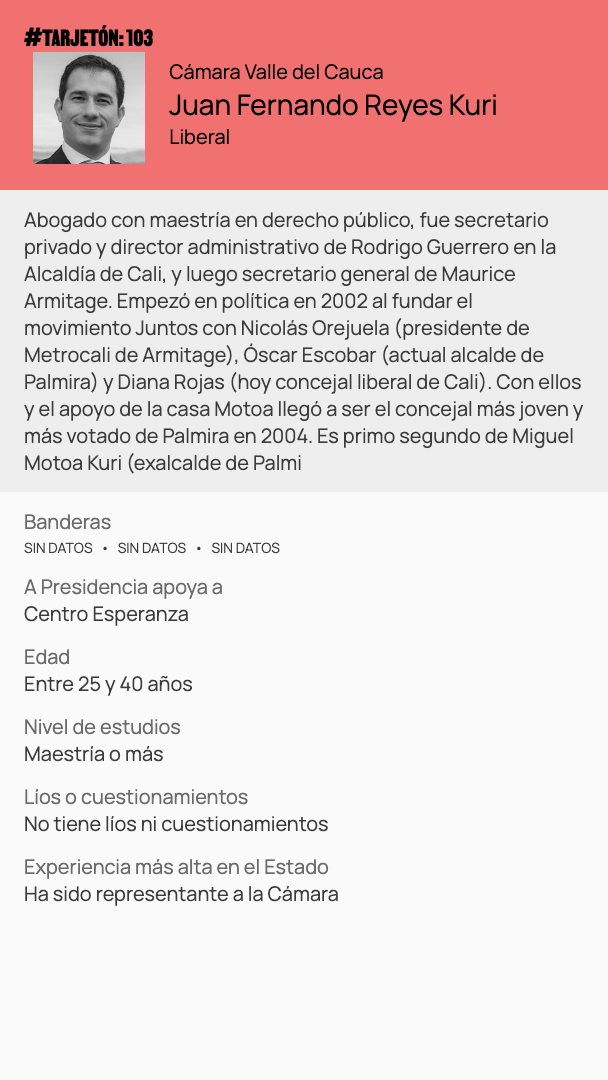 #TARJETÓN: 103
Cámara Valle del Cauca
Juan Fernando Reyes Kuri
Liberal
Abogado con maestría en derecho público, fue secretario
privado y director administrativo de Rodrigo Guerrero en la
Alcaldía de Cali, y luego secretario general de Maurice
Armitage. Empezó en política en 2002 al fundar el
movimiento Juntos con Nicolás Orejuela (presidente de
Metrocali de Armitage), Óscar Escobar (actual alcalde de
Palmira) y Diana Rojas (hoy concejal liberal de Cali). Con ellos
y el apoyo de la casa Motoa llegó a ser el concejal más joven y
más votado de Palmira en 2004. Es primo segundo de Miguel
Motoa Kuri (exalcalde de Palmi
Banderas
SIN DATOS • SIN DATOS • SIN DATOS
A Presidencia apoya a
Centro Esperanza
Edad
Entre 25 y 40 años
Nivel de estudios
Maestría o más
Líos o cuestionamientos
No tiene líos ni cuestionamientos
Experiencia más alta en el Estado
Ha sido representante a la Cámara